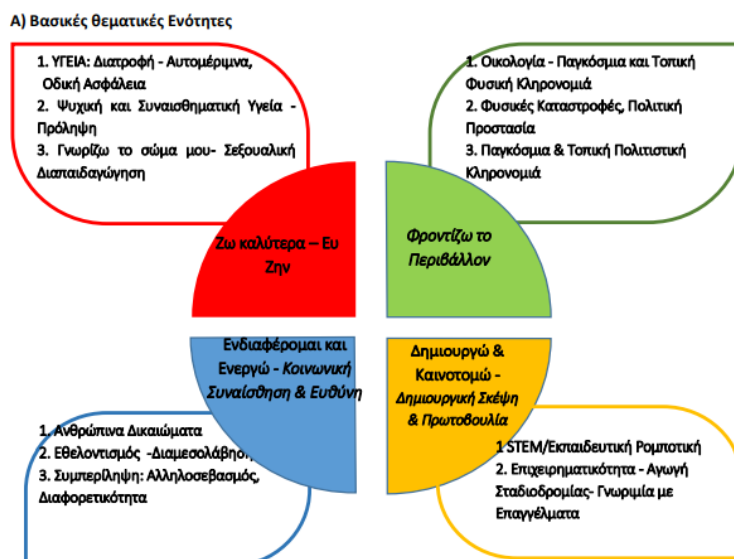 Α) Βασικές θεματικές Ενότητες
1. ΥΓΕΙΑ: Διατροφή - Αυτομέριμνα,
Οδική Ασφάλεια
2. Ψυχική και Συναισθηματική Υγεία -
Πρόληψη
3. Γνωρίζω το σώμα μου- Σεξουαλική
Διαπαιδαγώγηση
1. Οικολογία - Παγκόσμια και Τοπική
Φυσική Κληρονομιά
2. Φυσικές Καταστροφές, Πολιτική
Προστασία
3. Παγκόσμια & Τοπική Πολιτιστική
Κληρονομιά
Ζω καλύτερα – Ευ
Ζην
Φροντίζω το
Περιβάλλον
Ενδιαφέρομαι και
Ενεργώ - Κοινωνική
Συναίσθηση & Ευθύνη
Δημιουργώ &
Καινοτομώ -
Δημιουργική Σκέψη
& Πρωτοβουλία
1. Ανθρώπινα Δικαιώματα
2. Εθελοντισμός -Διαμεσολάβηση
3. Συμπερίληψη: Αλληλοσεβασμός,
Διαφορετικότητα
1 STEM/Εκπαιδευτική Ρομποτική
2. Επιχειρηματικότητα - Αγωγή
Σταδιοδρομίας- Γνωριμία με
Επαγγέλματα